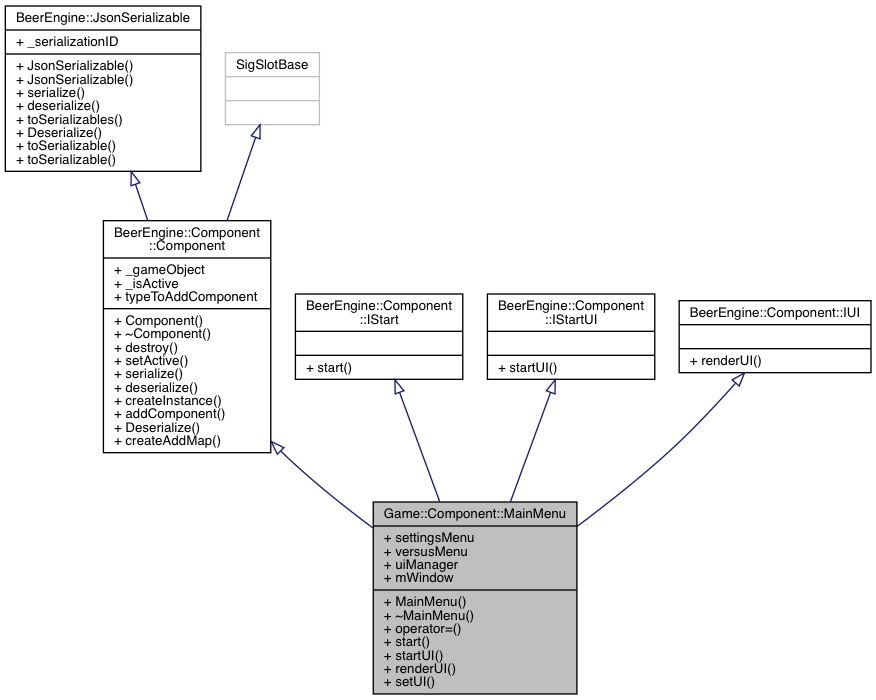 BeerEngine::JsonSerializable
+ _serializationID
+ JsonSerializable()
+ JsonSerializable()
+ serialize()
+ deserialize()
+ toSerializables()
+ Deserialize()
+ toSerializable()
+ toSerializable()
SigSlotBase
BeerEngine::Component
::Component
+ _gameObject
+ _isActive
+ typeToAddComponent
+ Component()
+ ~Component()
+ destroy()
+ setActive()
+ serialize()
+ deserialize()
+ createInstance()
+ addComponent()
+ Deserialize()
+ createAddMap()
BeerEngine::Component
::IStart
+ start()
BeerEngine::Component
::IStartUI
+ startUI()
BeerEngine::Component::IUI
+ renderUI()
Game::Component::MainMenu
+ settingsMenu
+ versusMenu
+ uiManager
+ mWindow
+ MainMenu()
+ ~MainMenu()
+ operator=()
+ start()
+ startUI()
+ renderUI()
+ setUI()